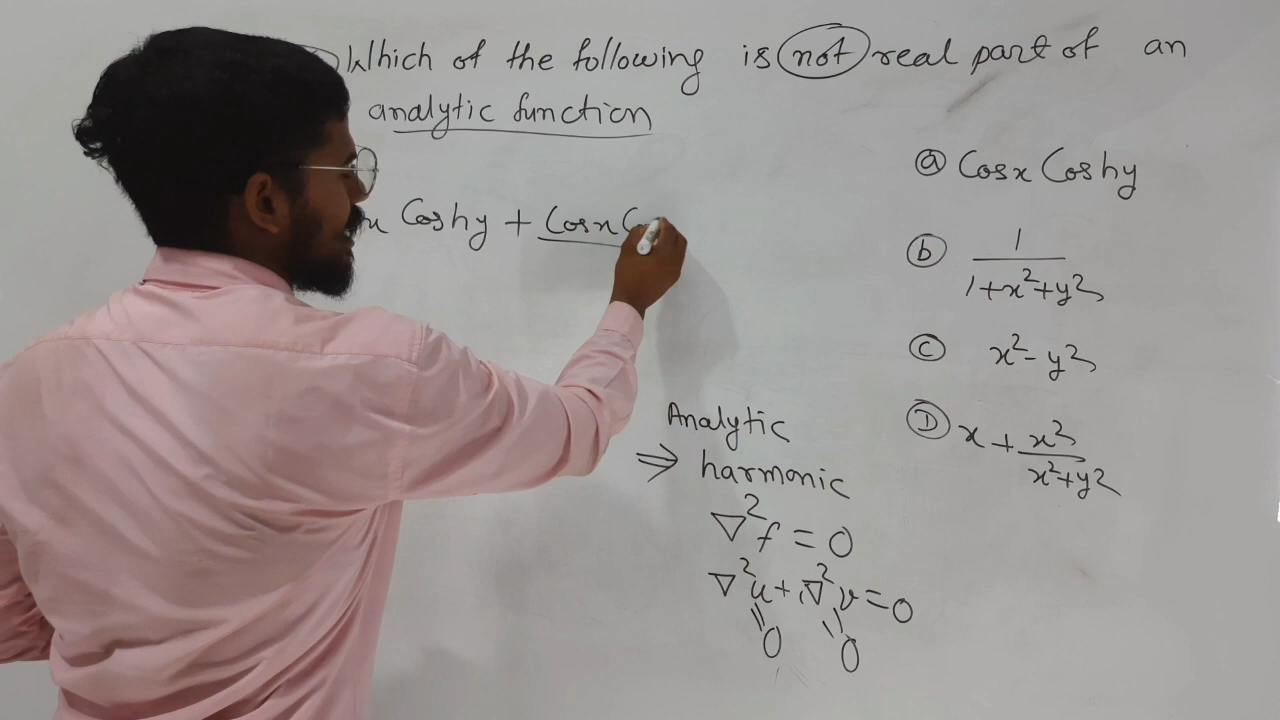 Which of the following is not real part of an
analytic function
x Coshy + Cosx
ⓐ Cosx Coshy
ⓑ 1
1+x²+y²
ⓒ x²-y²
Ⓓ x + x²
x²+y²
Analytic
⇒ harmonic
∇²f = 0
∇²u + i∇²v = 0
= =
0 0